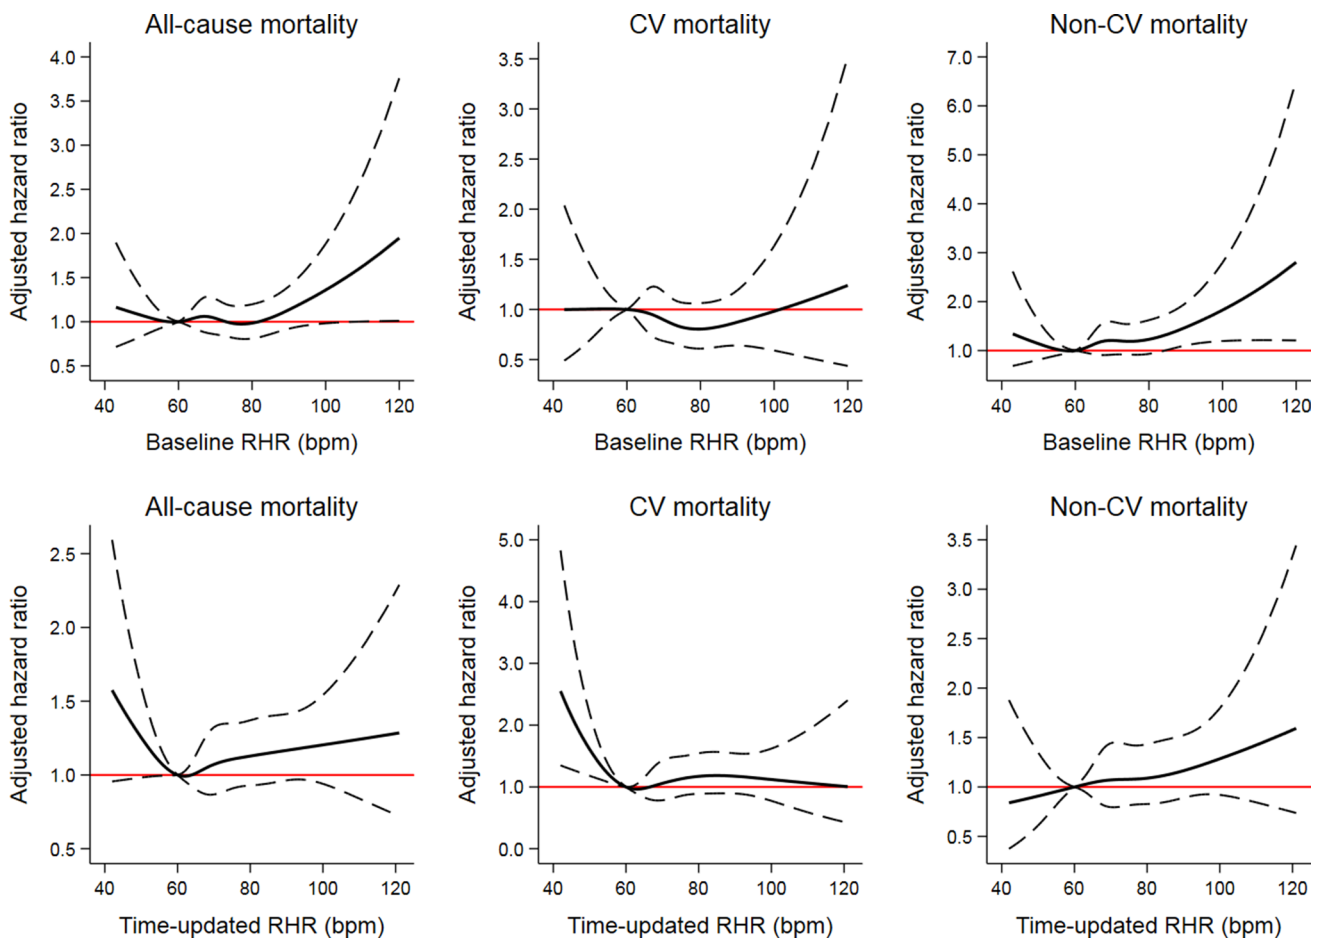 All-cause mortality
Adjusted hazard ratio
4.0
3.5
3.0
2.5
2.0
1.5
1.0
0.5
40 60 80 100 120
Baseline RHR (bpm)
CV mortality
Adjusted hazard ratio
3.5
3.0
2.5
2.0
1.5
1.0
0.5
40 60 80 100 120
Baseline RHR (bpm)
Non-CV mortality
Adjusted hazard ratio
7.0
6.0
5.0
4.0
3.0
2.0
1.0
40 60 80 100 120
Baseline RHR (bpm)
All-cause mortality
Adjusted hazard ratio
2.5
2.0
1.5
1.0
0.5
40 60 80 100 120
Time-updated RHR (bpm)
CV mortality
Adjusted hazard ratio
5.0
4.0
3.0
2.0
1.0
0.0
40 60 80 100 120
Time-updated RHR (bpm)
Non-CV mortality
Adjusted hazard ratio
3.5
3.0
2.5
2.0
1.5
1.0
0.5
40 60 80 100 120
Time-updated RHR (bpm)